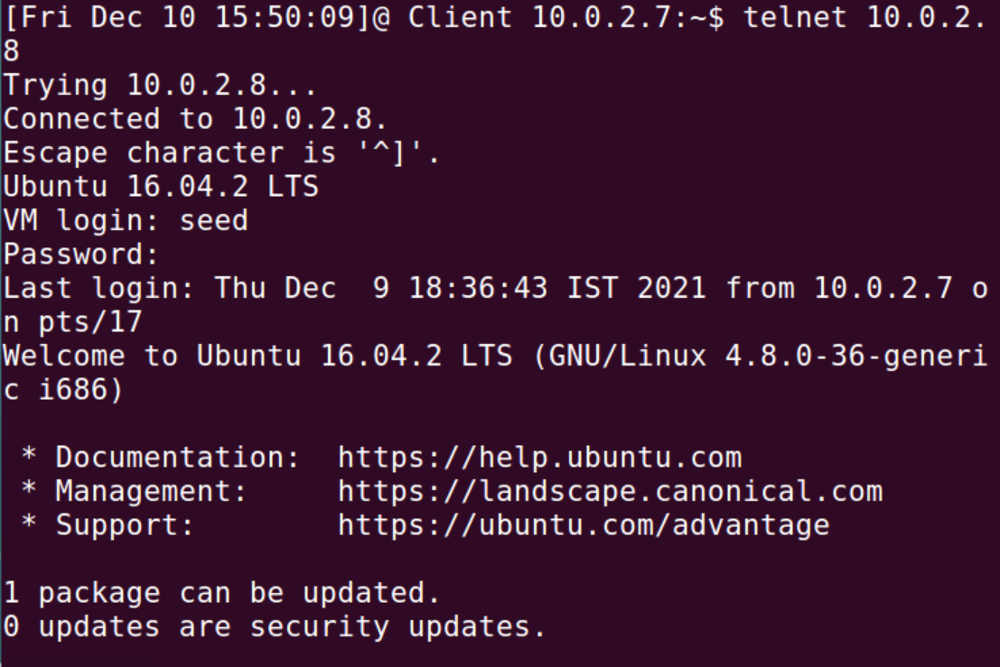 [Fri Dec 10 15:50:09]@ Client 10.0.2.7:~$ telnet 10.0.2.
8
Trying 10.0.2.8...
Connected to 10.0.2.8.
Escape character is '^]'.
Ubuntu 16.04.2 LTS
VM login: seed
Password:
Last login: Thu Dec  9 18:36:43 IST 2021 from 10.0.2.7 o
n pts/17
Welcome to Ubuntu 16.04.2 LTS (GNU/Linux 4.8.0-36-generi
c i686)

 * Documentation:  https://help.ubuntu.com
 * Management:     https://landscape.canonical.com
 * Support:        https://ubuntu.com/advantage

1 package can be updated.
0 updates are security updates.